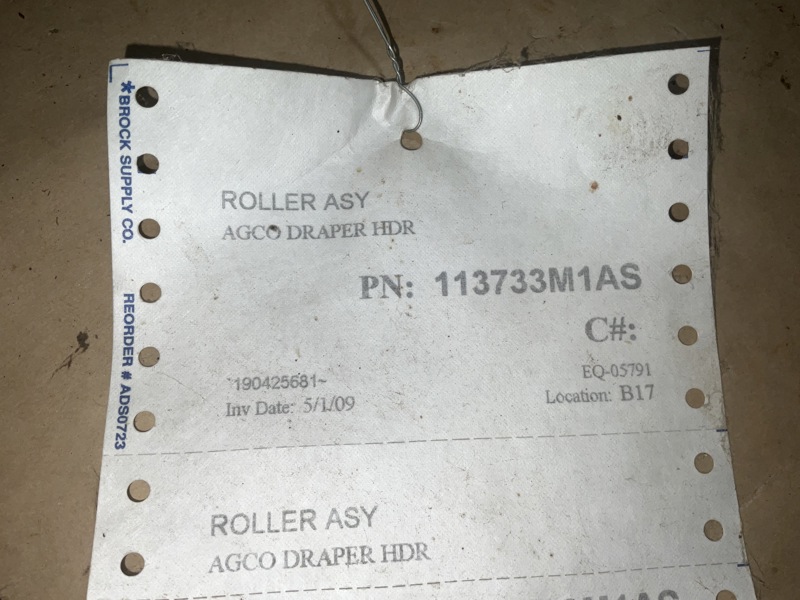 *BROCK SUPPLY CO. REORDER # ADS0723
ROLLER ASY
AGCO DRAPER HDR
PN: 113733M1AS
C#:
190425681~
EQ-05791
Inv Date: 5/1/09
Location: B17
ROLLER ASY
AGCO DRAPER HDR